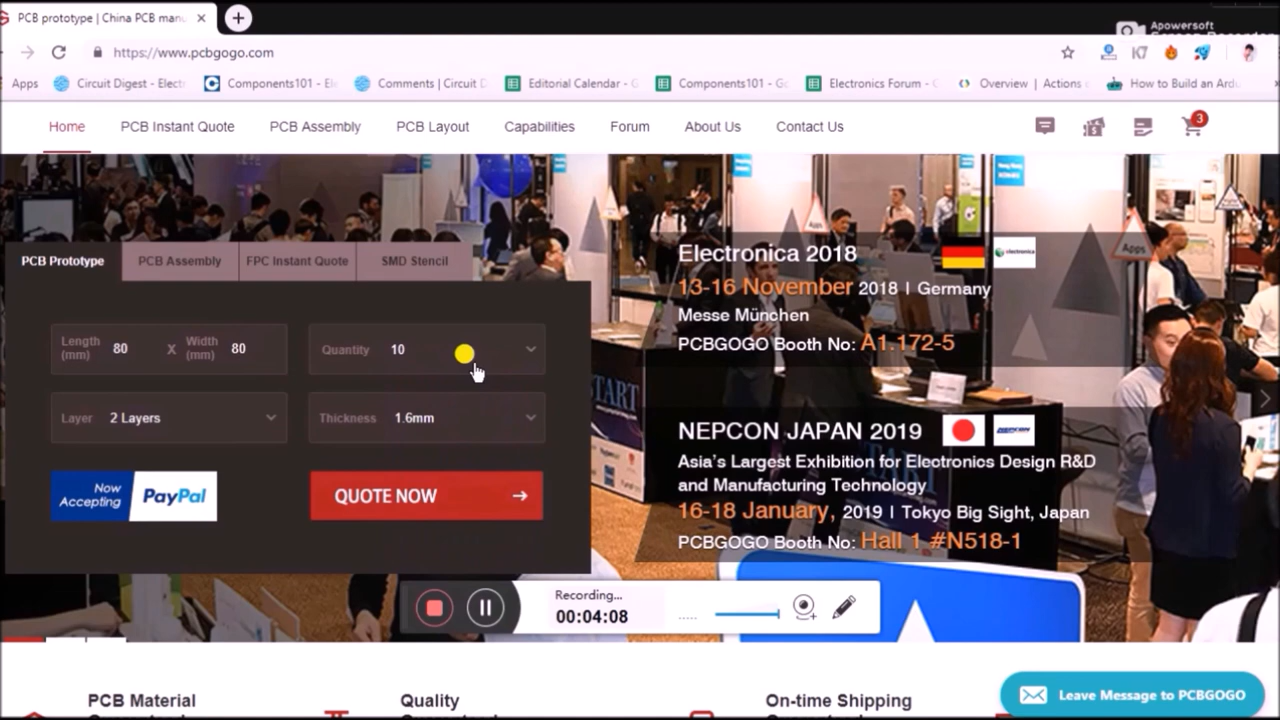 PCB prototype | China PCB manu
Apowersoft
https://www.pcbgogo.com
Apps
Circuit Digest - Elect
Components101 - El
Comments | Circuit D
Editorial Calendar - G
Components101 - Go
Electronics Forum - G
Overview | Actions
How to Build an Ardu
Home
PCB Instant Quote
PCB Assembly
PCB Layout
Capabilities
Forum
About Us
Contact Us
3
PCB Prototype
PCB Assembly
FPC Instant Quote
SMD Stencil
Length (mm) 80 X Width (mm) 80
Quantity 10
Layer 2 Layers
Thickness 1.6mm
Now Accepting PayPal
QUOTE NOW
Apps
START
Electronica 2018
electronica
13-16 November 2018 | Germany
Messe München
PCBGOGO Booth No: A1.172-5
NEPCON JAPAN 2019
NEPCON
Asia's Largest Exhibition for Electronics Design R&D
and Manufacturing Technology
16-18 January, 2019 | Tokyo Big Sight, Japan
PCBGOGO Booth No: Hall 1 #N518-1
Recording...
00:04:08
PCB Material
Quality
On-time Shipping
Leave Message to PCBGOGO